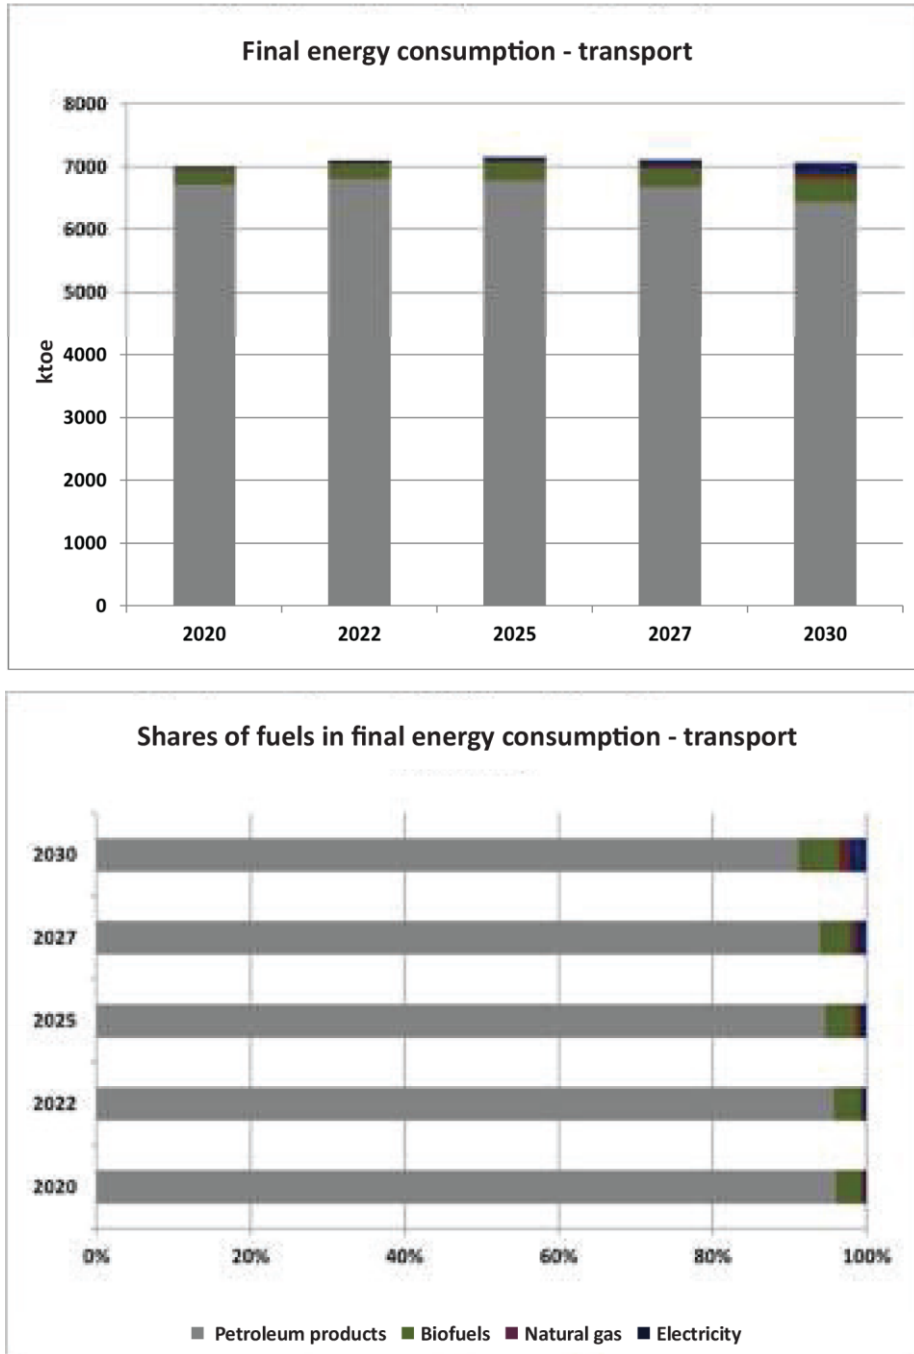 Final energy consumption - transport
8000
7000
6000
5000
4000
3000
2000
1000
0
ktoe
2020 2022 2025 2027 2030
Shares of fuels in final energy consumption - transport
2030
2027
2025
2022
2020
0% 20% 40% 60% 80% 100%
Petroleum products Biofuels Natural gas Electricity